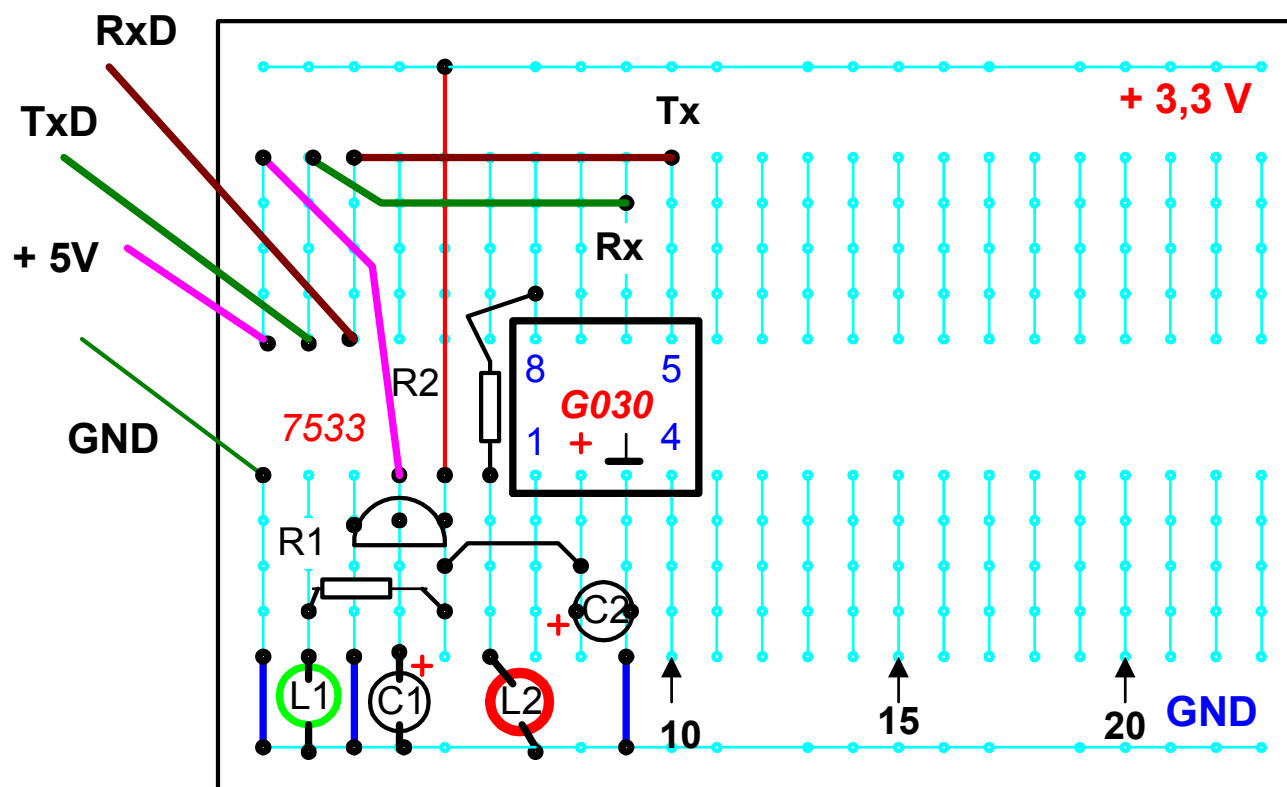 RxD
Tx
+ 3,3 V
TxD
Rx
+ 5V
R2
8
5
G030
7533
1
+
4
GND
R1
C2
+
+
L1
C1
L2
10
15
20
GND